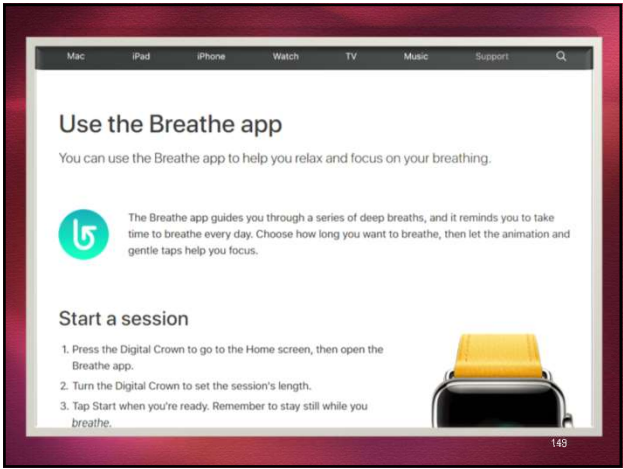 Mac iPad iPhone Watch TV Music Support
Use the Breathe app
You can use the Breathe app to help you relax and focus on your breathing.
The Breathe app guides you through a series of deep breaths, and it reminds you to take
time to breathe every day. Choose how long you want to breathe, then let the animation and
gentle taps help you focus.
Start a session
1. Press the Digital Crown to go to the Home screen, then open the
Breathe app.
2. Turn the Digital Crown to set the session's length.
3. Tap Start when you're ready. Remember to stay still while you
breathe.
149